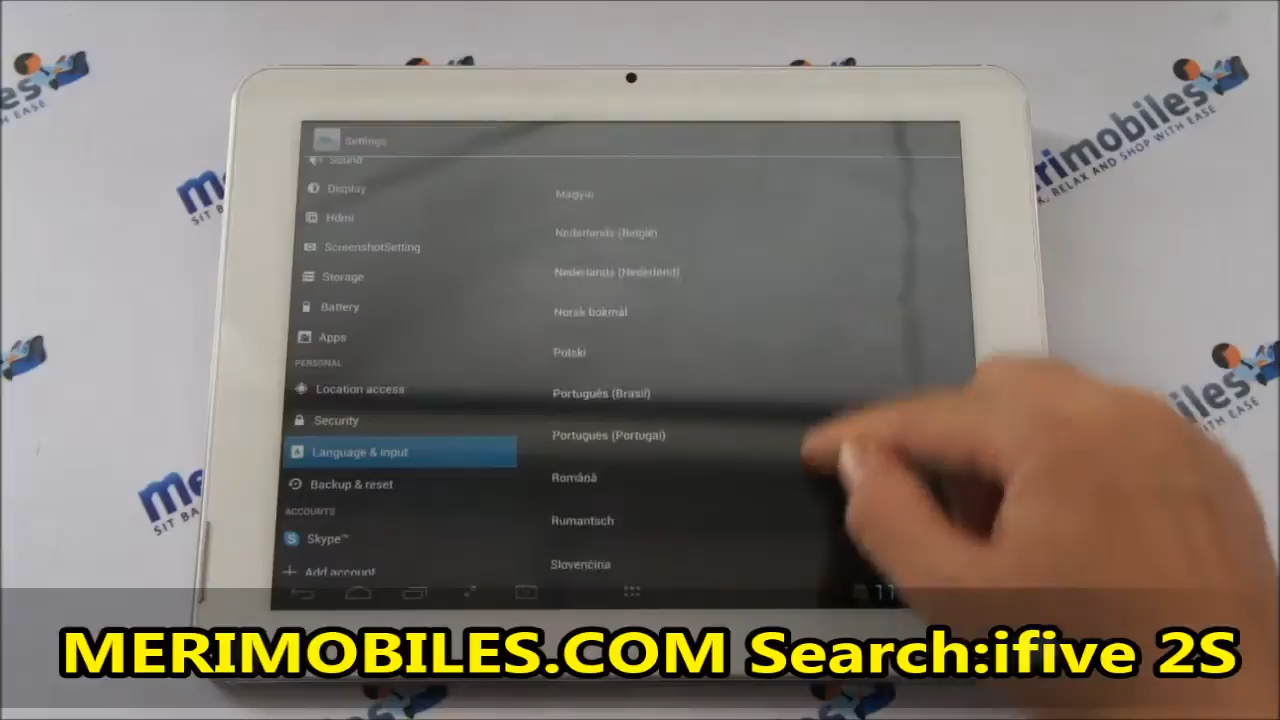 merimobiles
RELAX AND SHOP WITH EASE
Settings
Sound
Display
Hdmi
ScreenshotSetting
Storage
Battery
Apps
PERSONAL
Location access
Security
Language & input
Backup & reset
ACCOUNTS
Skype™
Add account
Magyar
Nederlands (België)
Nederlands (Nederland)
Norsk bokmål
Polski
Português (Brasil)
Português (Portugal)
Română
Rumantsch
Slovenčina
11
MERIMOBILES.COM Search:ifive 2S